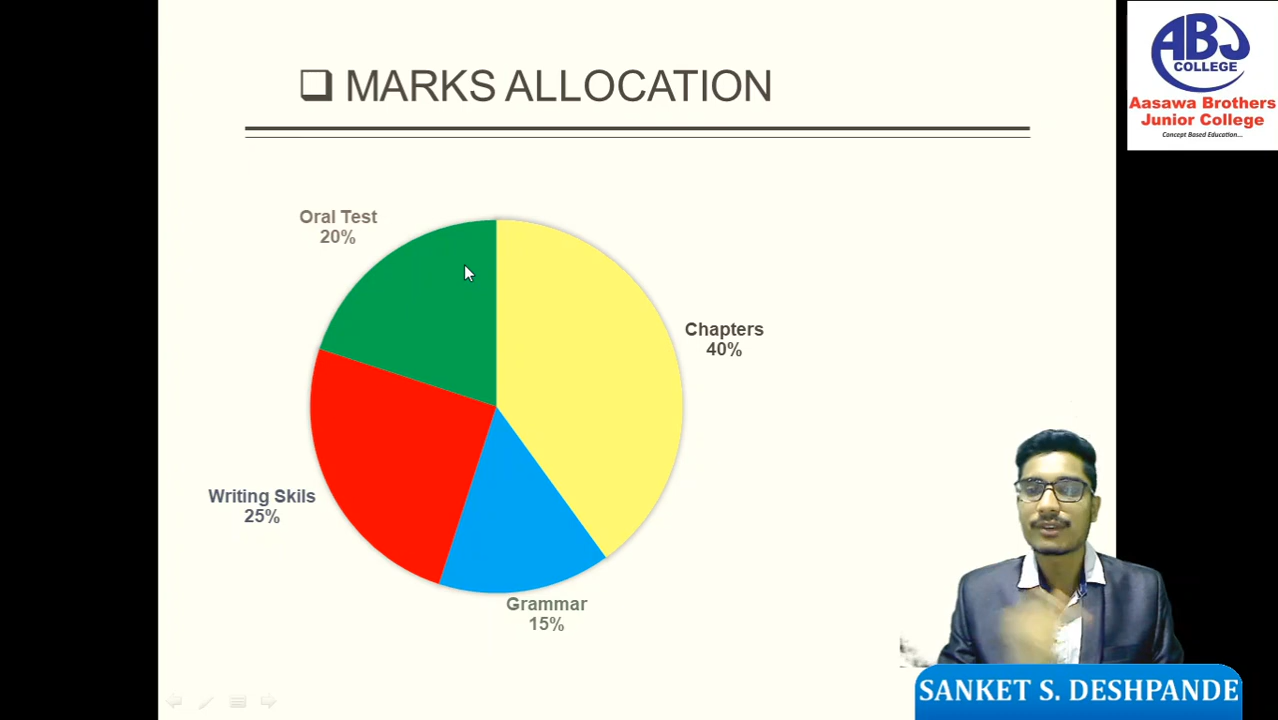 ❑ MARKS ALLOCATION
ABJ
COLLEGE
Aasawa Brothers
Junior College
Concept Based Education...
Oral Test
20%
Chapters
40%
Writing Skils
25%
Grammar
15%
SANKET S. DESHPANDE